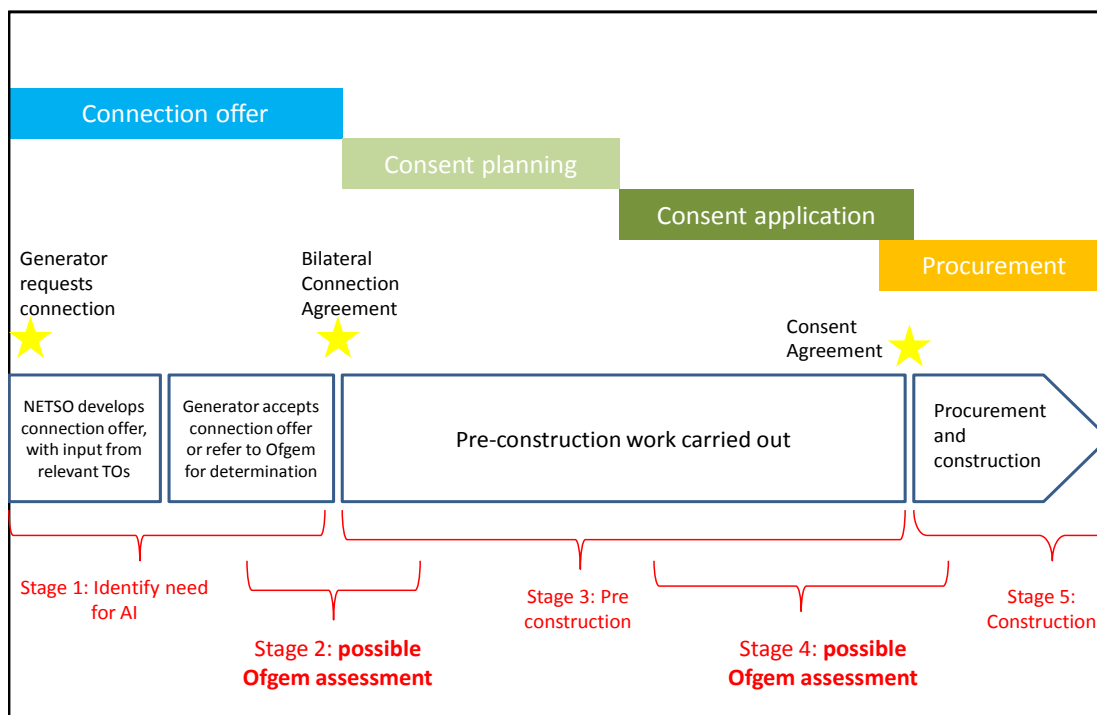 Connection offer
Consent planning
Consent application
Procurement
Generator
requests
connection
Bilateral
Connection
Agreement
Consent
Agreement
NETSO develops
connection offer,
with input from
relevant TOs
Generator accepts
connection offer
or refer to Ofgem
for determination
Pre-construction work carried out
Procurement
and
construction
Stage 1: Identify need
for AI
Stage 2: possible
Ofgem assessment
Stage 3: Pre
construction
Stage 4: possible
Ofgem assessment
Stage 5:
Construction